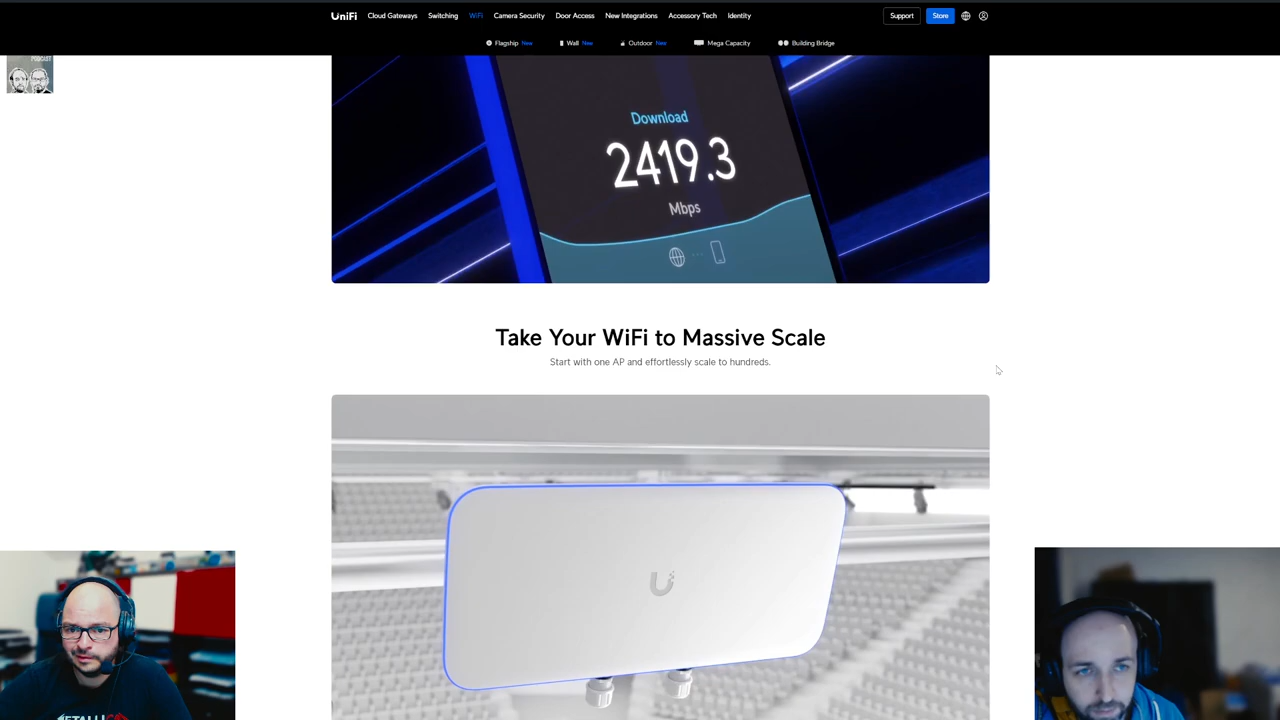 UniFi Cloud Gateways Switching WiFi Camera Security Door Access New Integrations Accessory Tech Identity Support Store
Flagship New Wall New Outdoor New Mega Capacity Building Bridge
PODCAST
Download
2419.3
Mbps
Take Your WiFi to Massive Scale
Start with one AP and effortlessly scale to hundreds.
U
METALLIC